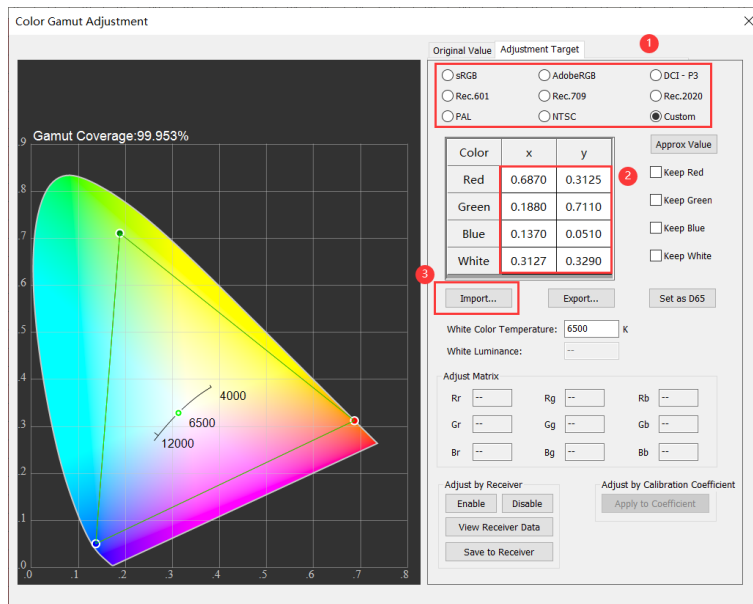 Color Gamut Adjustment
1
Original Value Adjustment Target
sRGB AdobeRGB DCI - P3
Rec.601 Rec.709 Rec.2020
PAL NTSC Custom
Gamut Coverage:99.953%
Approx Value
Color x y
2
Red 0.6870 0.3125 Keep Red
Green 0.1880 0.7110 Keep Green
Blue 0.1370 0.0510 Keep Blue
White 0.3127 0.3290 Keep White
3
Import... Export... Set as D65
White Color Temperature: 6500 K
White Luminance: --
Adjust Matrix
Rr -- Rg -- Rb --
Gr -- Gg -- Gb --
Br -- Bg -- Bb --
Adjust by Receiver Adjust by Calibration Coefficient
Enable Disable Apply to Coefficient
View Receiver Data
Save to Receiver
.9
.8
.7
.6
.5
.4
.3
.2
.1
.0
4000
6500
12000
.0 .1 .2 .3 .4 .5 .6 .7 .8